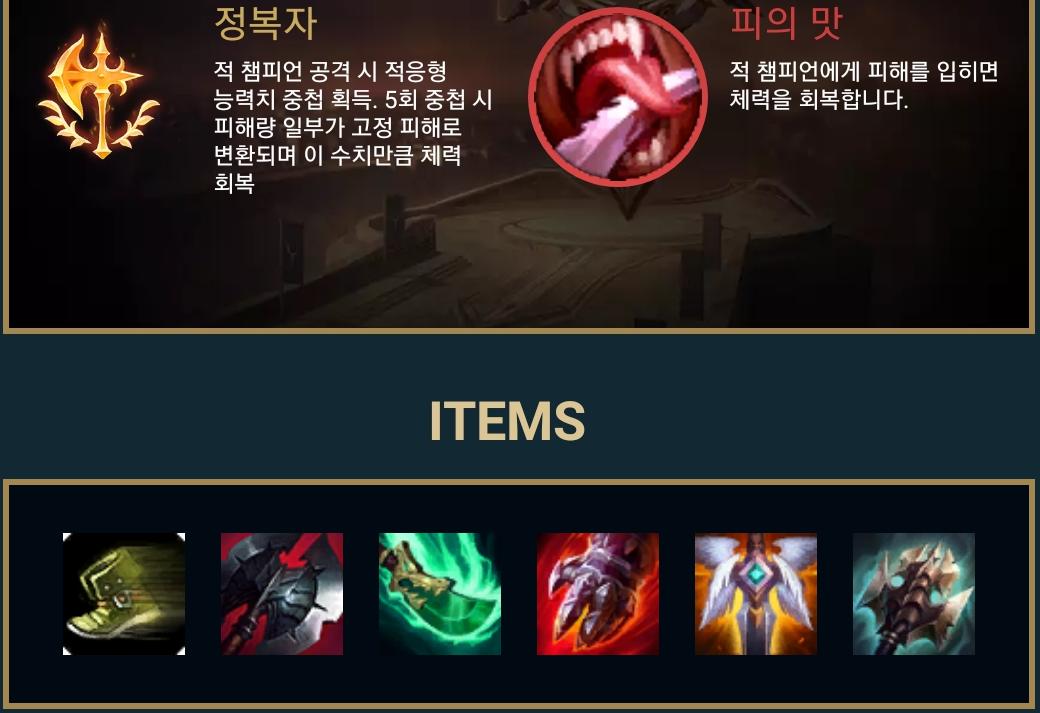 정복자
적 챔피언 공격 시 적응형
능력치 중첩 획득. 5회 중첩 시
피해량 일부가 고정 피해로
변환되며 이 수치만큼 체력
회복
피의 맛
적 챔피언에게 피해를 입히면
체력을 회복합니다.
ITEMS